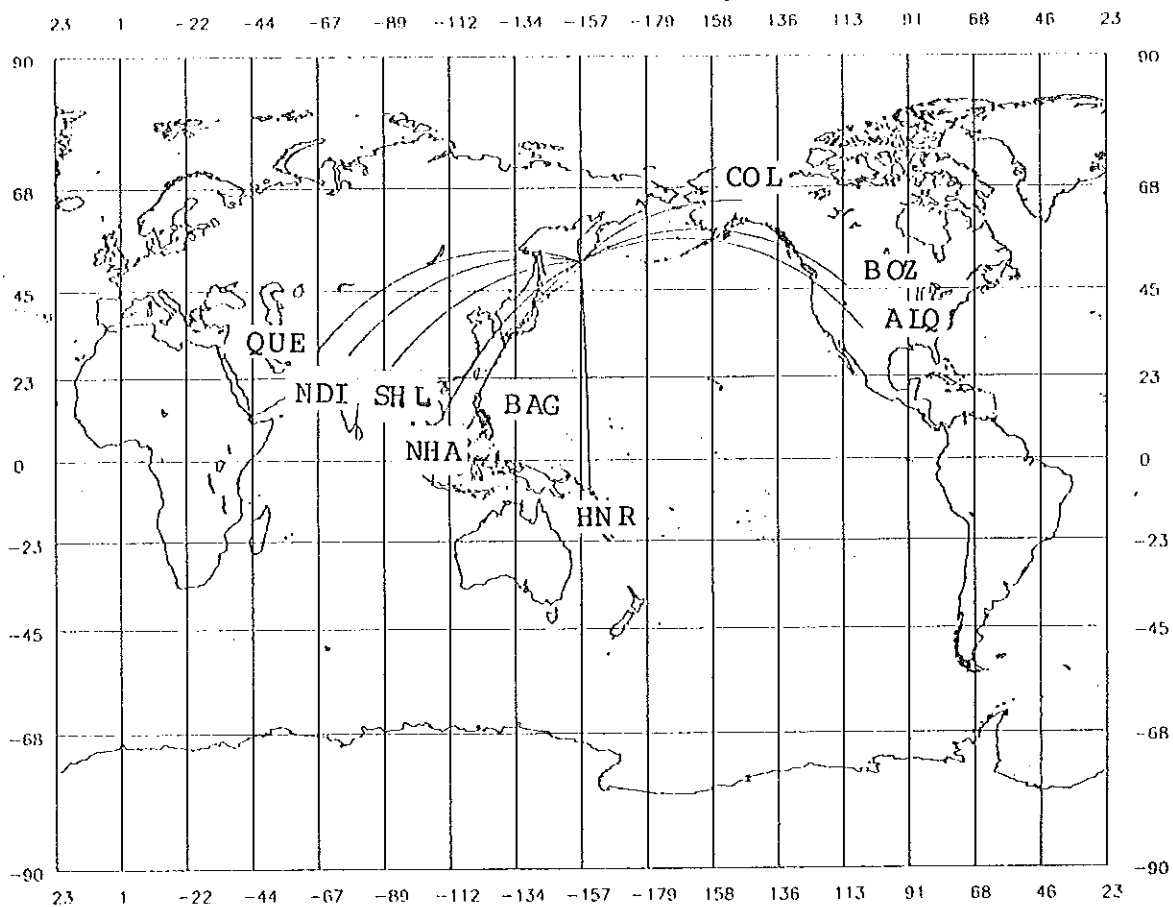 23 1 -22 -44 -67 -89 -112 -134 -157 -179 158 136 113 91 68 46 23
90 90
COL
68 68
BOZ
45 45
ALQ
QUE
23 23
NDI SHL BAG
NHA
0 0
HNR
-23 -23
-45 -45
-68 -68
-90 -90
23 1 -22 -44 -67 -89 -112 -134 -157 -179 158 136 113 91 68 46 23